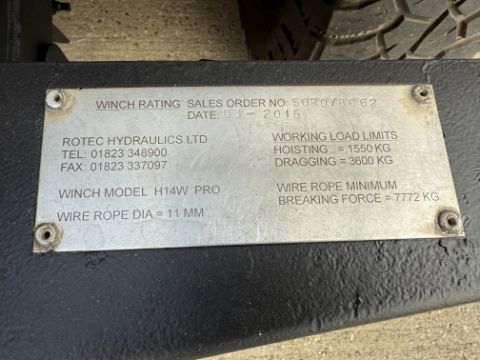 WINCH RATING SALES ORDER NO:
DATE: - 2015
ROTEC HYDRAULICS LTD
TEL: 01823 348900
FAX: 01823 337097
WINCH MODEL H14W PRO
WIRE ROPE DIA = 11 MM
WORKING LOAD LIMITS
HOISTING = 1550 KG
DRAGGING = 3600 KG
WIRE ROPE MINIMUM
BREAKING FORCE = 7772 KG